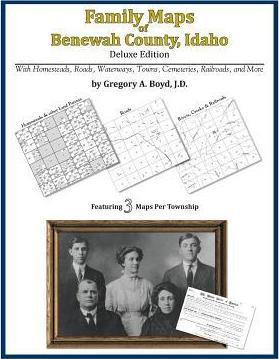 Family Maps
of
Benewah County, Idaho
Deluxe Edition
With Homesteads, Roads, Waterways, Towns, Cemeteries, Railroads, and More
by Gregory A. Boyd, J.D.
Homesteads & other Land Patents
Roads
Rivers, Creeks & Railroads
Featuring 3 Maps Per Township